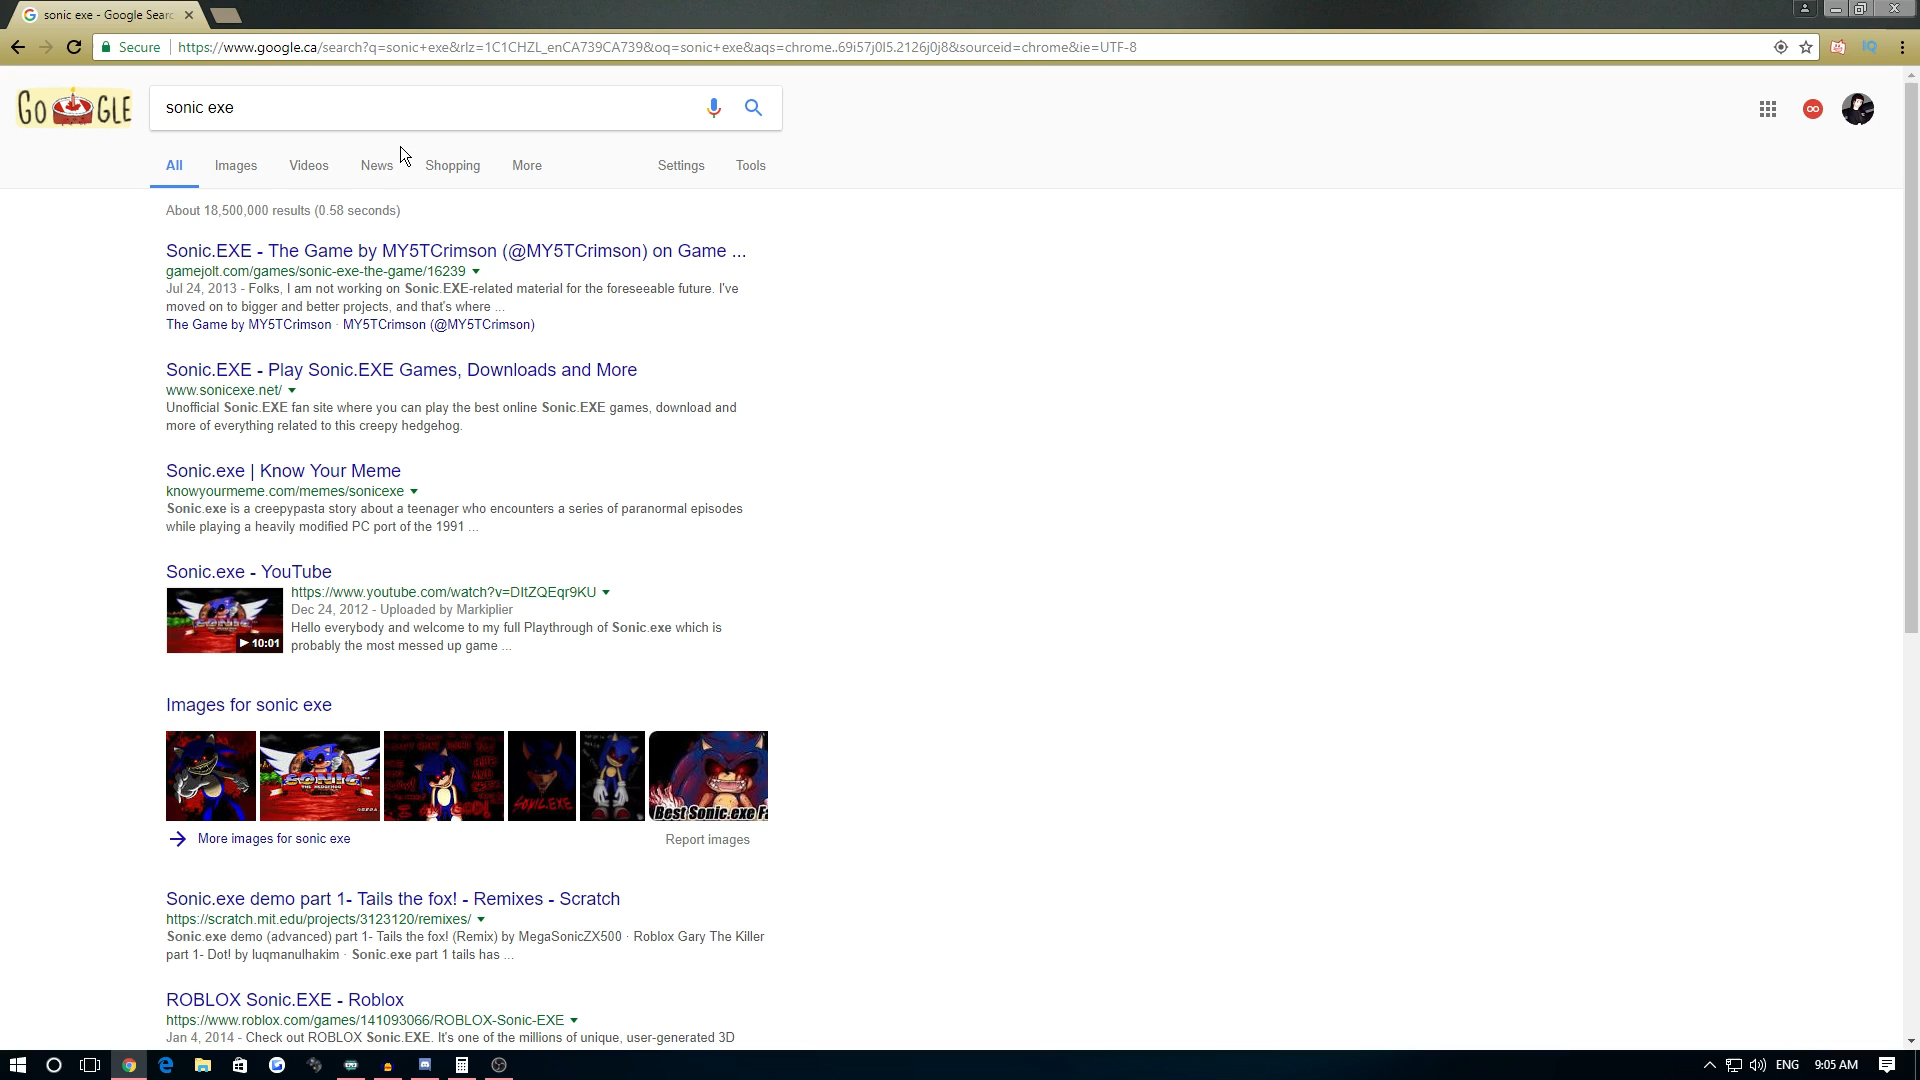 sonic exe - Google Searc
Secure
https://www.google.ca/search?q=sonic+exe&rlz=1C1CHZL_enCA739CA739&oq=sonic+exe&aqs=chrome..69i57j0l5.2126j0j8&sourceid=chrome&ie=UTF-8
GO GLE
sonic exe
All Images Videos News Shopping More Settings Tools
About 18,500,000 results (0.58 seconds)
Sonic.EXE - The Game by MY5TCrimson (@MY5TCrimson) on Game ...
gamejolt.com/games/sonic-exe-the-game/16239
Jul 24, 2013 - Folks, I am not working on Sonic.EXE-related material for the foreseeable future. I've
moved on to bigger and better projects, and that's where ...
The Game by MY5TCrimson · MY5TCrimson (@MY5TCrimson)
Sonic.EXE - Play Sonic.EXE Games, Downloads and More
www.sonicexe.net/
Unofficial Sonic.EXE fan site where you can play the best online Sonic.EXE games, download and
more of everything related to this creepy hedgehog.
Sonic.exe | Know Your Meme
knowyourmeme.com/memes/sonicexe
Sonic.exe is a creepypasta story about a teenager who encounters a series of paranormal episodes
while playing a heavily modified PC port of the 1991 ...
Sonic.exe - YouTube
https://www.youtube.com/watch?v=DItZQEqr9KU
Dec 24, 2012 - Uploaded by Markiplier
Hello everybody and welcome to my full Playthrough of Sonic.exe which is
probably the most messed up game ...
SONIC
10:01
Images for sonic exe
SONIC
THE HEDGEHOG
SONIC.EXE
Best Sonic.exe Fa
More images for sonic exe
Report images
Sonic.exe demo part 1- Tails the fox! - Remixes - Scratch
https://scratch.mit.edu/projects/3123120/remixes/
Sonic.exe demo (advanced) part 1- Tails the fox! (Remix) by MegaSonicZX500 · Roblox Gary The Killer
part 1- Dot! by luqmanulhakim · Sonic.exe part 1 tails has ...
ROBLOX Sonic.EXE - Roblox
https://www.roblox.com/games/141093066/ROBLOX-Sonic-EXE
Jan 4, 2014 - Check out ROBLOX Sonic.EXE. It's one of the millions of unique, user-generated 3D
ENG 9:05 AM